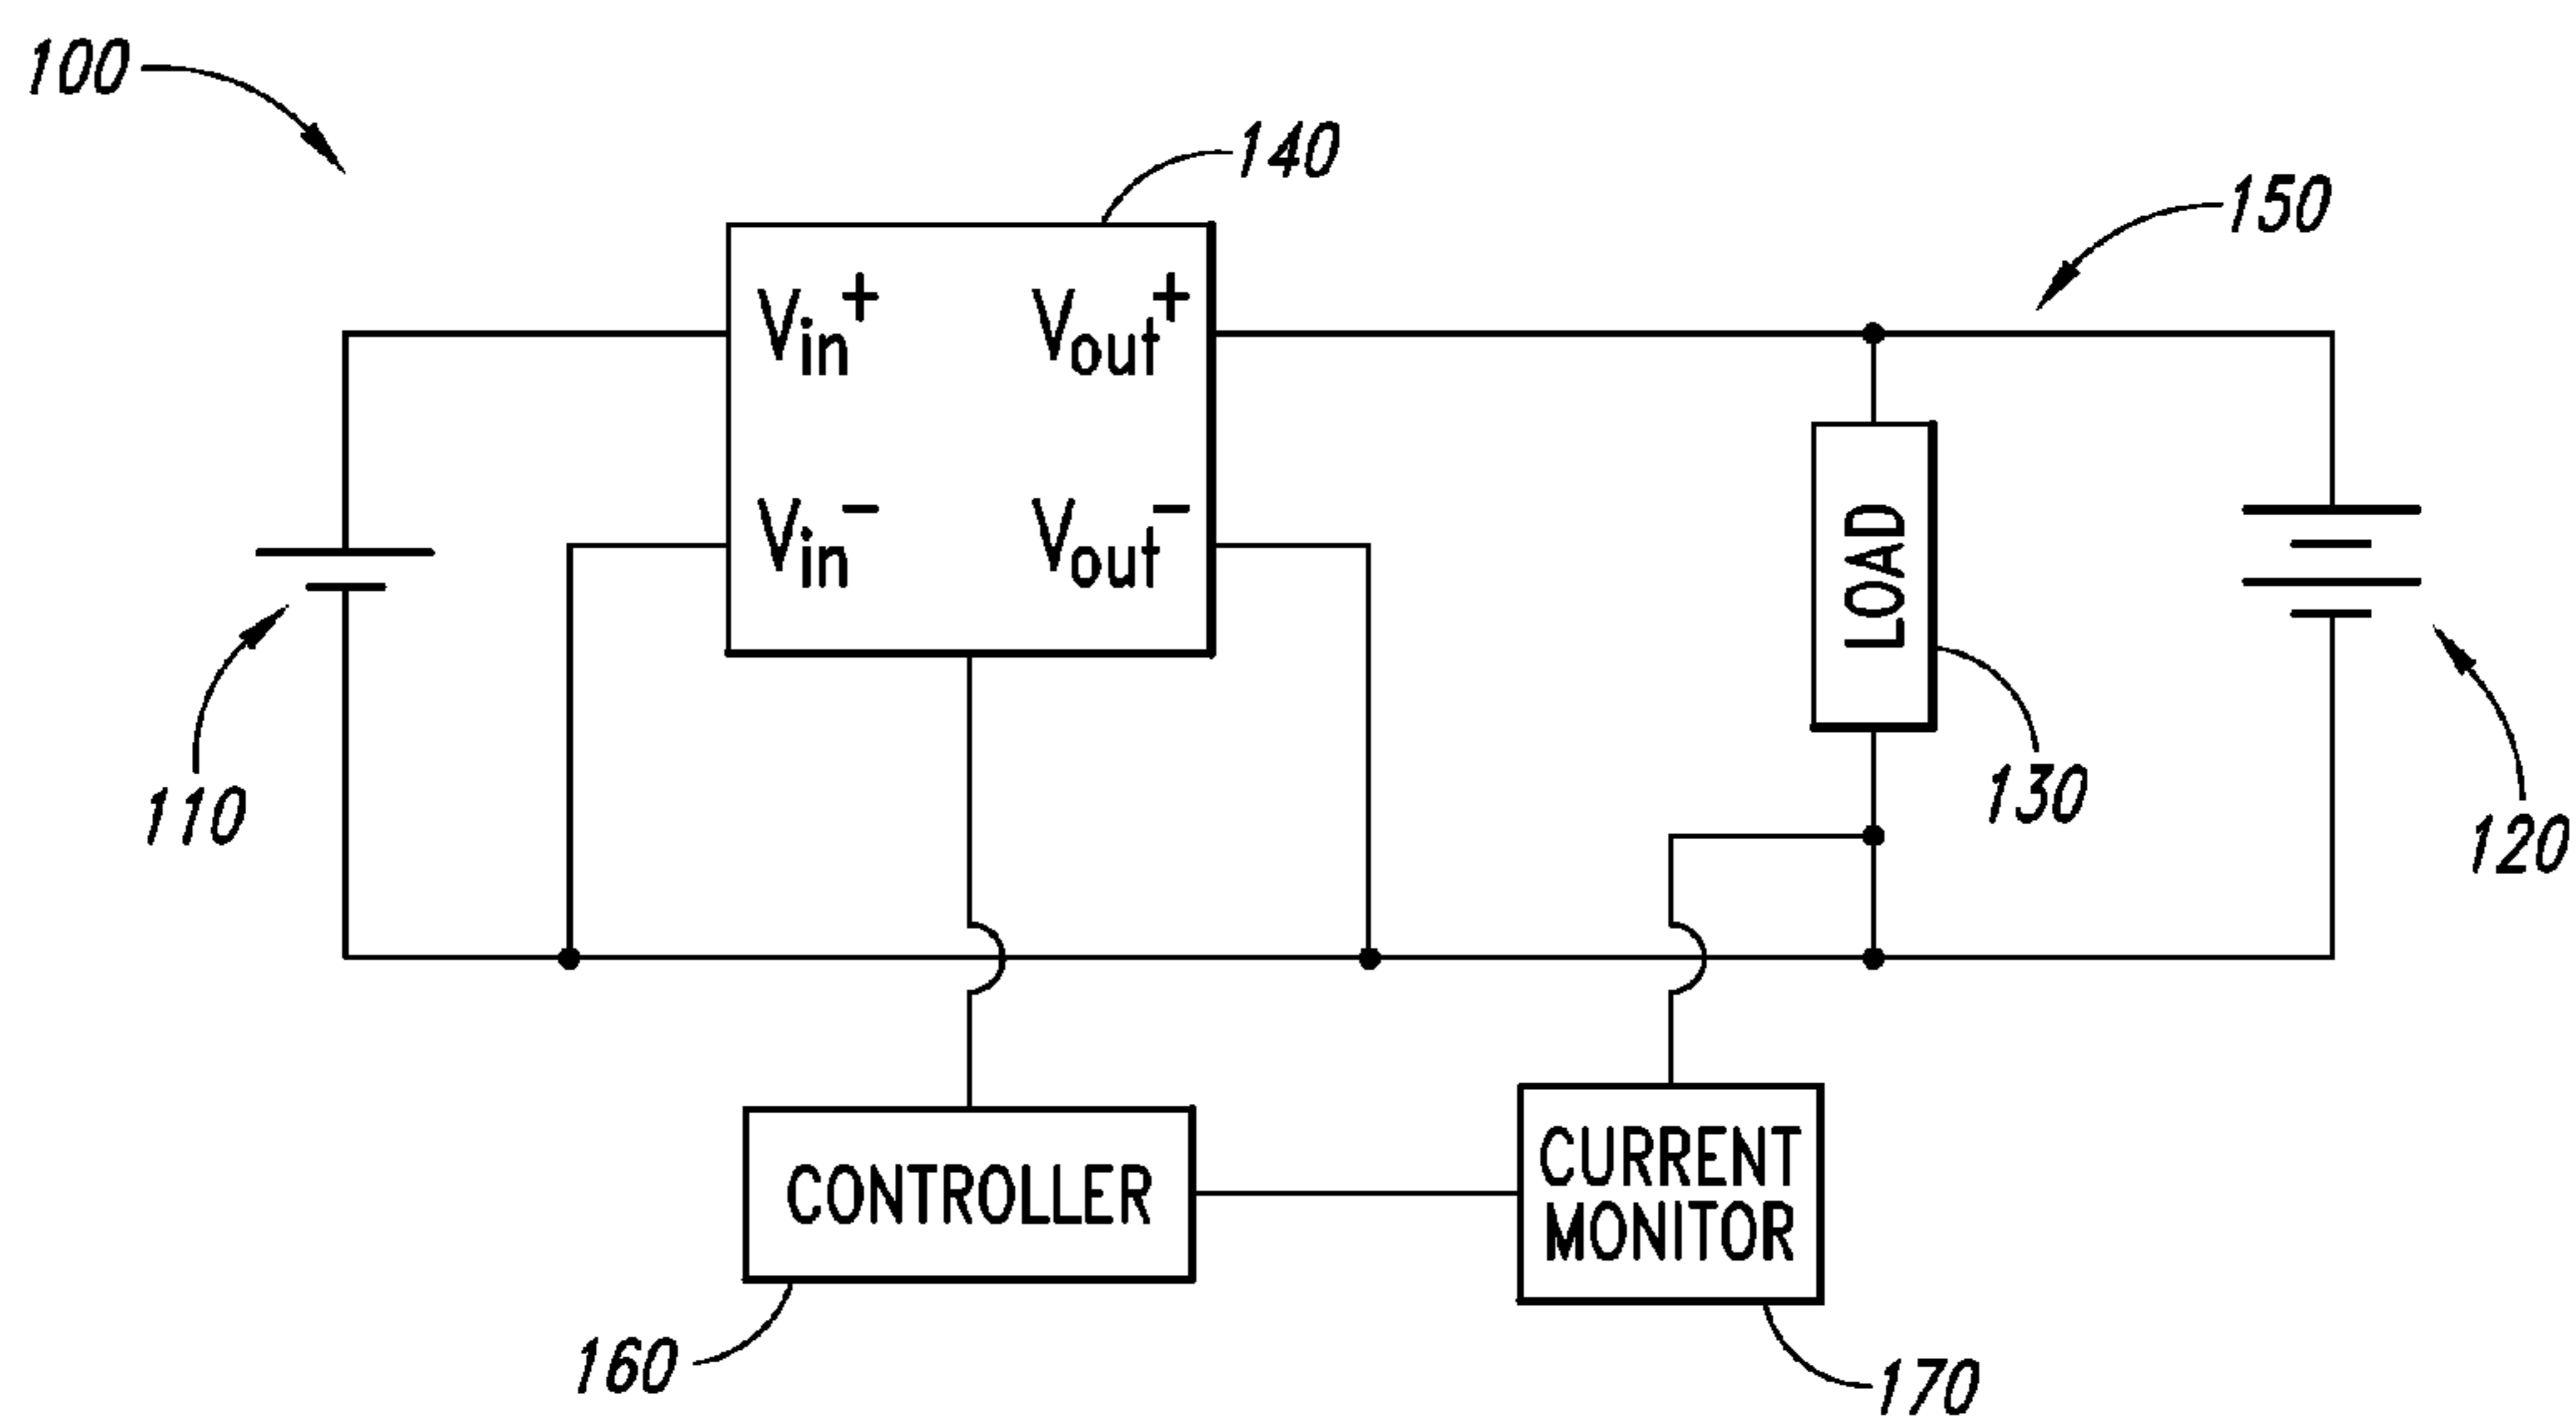 100
140
150
Vin+ Vout+
Vin- Vout-
LOAD
110
130
120
CONTROLLER
CURRENT
MONITOR
160
170